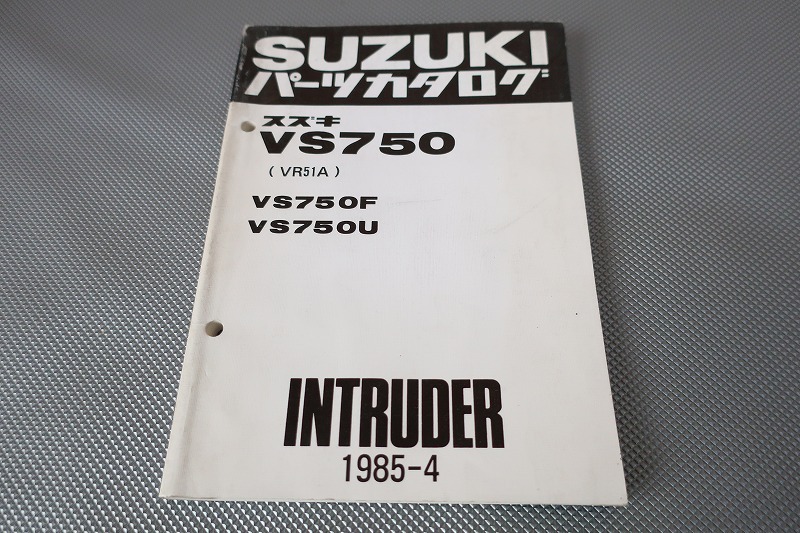 SUZUKI
パーツカタログ
スズキ
VS750
( VR51A )
VS750F
VS750U
INTRUDER
1985-4